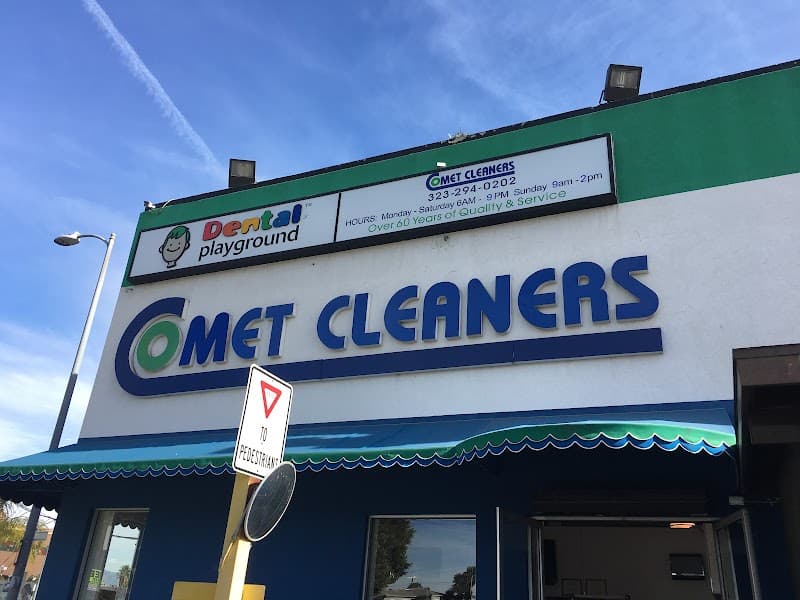 Dental
playground
COMET CLEANERS
323-294-0202
HOURS: Monday - Saturday 6AM - 9PM Sunday 9am - 2pm
Over 60 Years of Quality & Service
COMET CLEANERS
TO
PEDESTRIANS